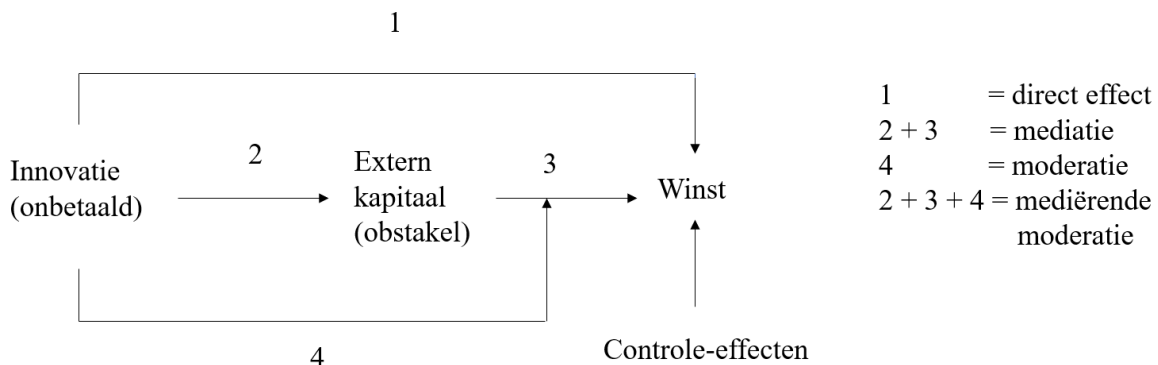 1
Innovatie
(onbetaald)
2
Extern
kapitaal
(obstakel)
3
Winst
4
Controle-effecten
1 = direct effect
2 + 3 = mediatie
4 = moderatie
2 + 3 + 4 = mediërende
moderatie